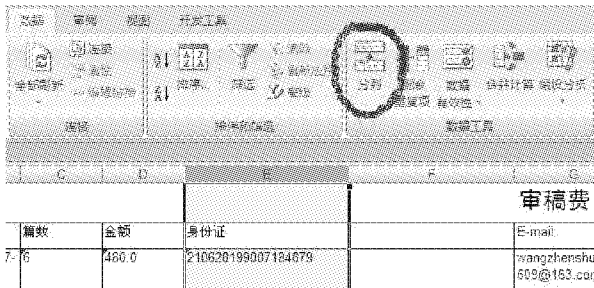 数据 审阅 视图 开发工具
全部刷新 连接 属性 编辑链接 排序... 筛选 清除 重新应用 高级 分列 删除重复项 数据有效性 合并计算 模拟分析
连接 排序和筛选 数据工具
C D E F G
审稿费
篇数 金额 身份证 E-mail
6 480.0 wangzhenshu
609@163.com